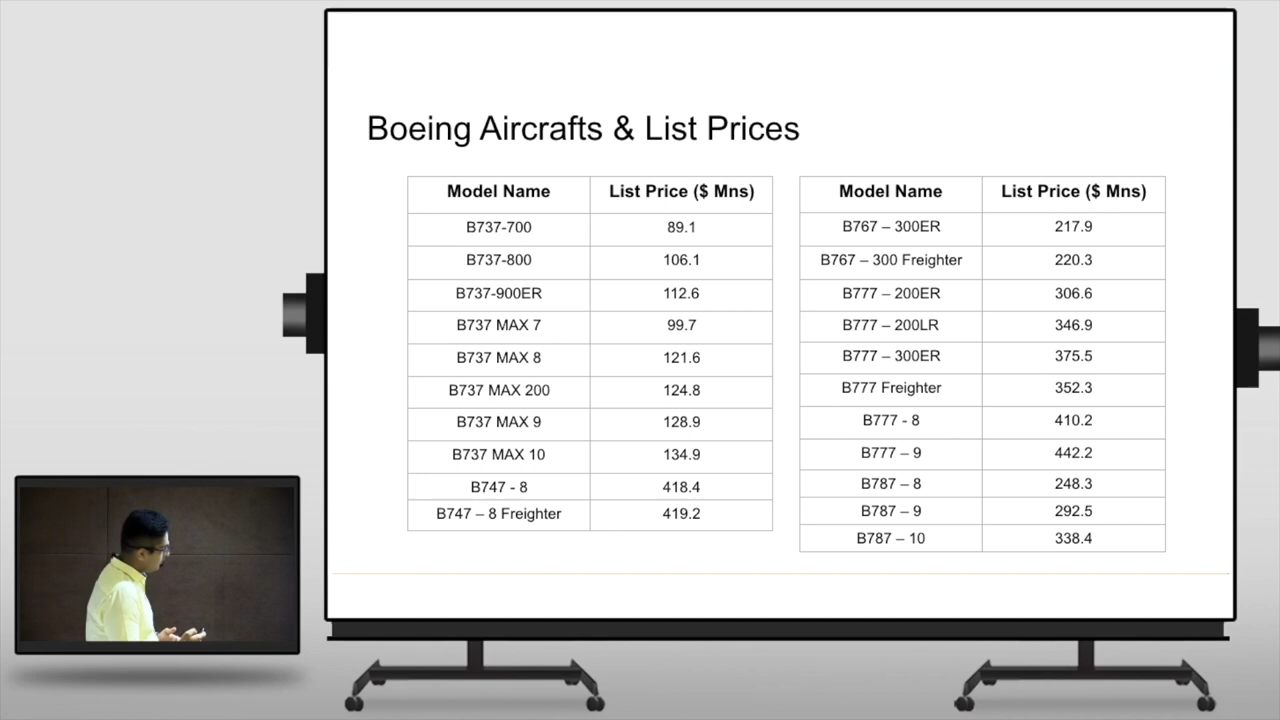 Boeing Aircrafts & List Prices
Model Name List Price ($ Mns)
B737-700 89.1
B737-800 106.1
B737-900ER 112.6
B737 MAX 7 99.7
B737 MAX 8 121.6
B737 MAX 200 124.8
B737 MAX 9 128.9
B737 MAX 10 134.9
B747 - 8 418.4
B747 – 8 Freighter 419.2
Model Name List Price ($ Mns)
B767 – 300ER 217.9
B767 – 300 Freighter 220.3
B777 – 200ER 306.6
B777 – 200LR 346.9
B777 – 300ER 375.5
B777 Freighter 352.3
B777 - 8 410.2
B777 – 9 442.2
B787 – 8 248.3
B787 – 9 292.5
B787 – 10 338.4